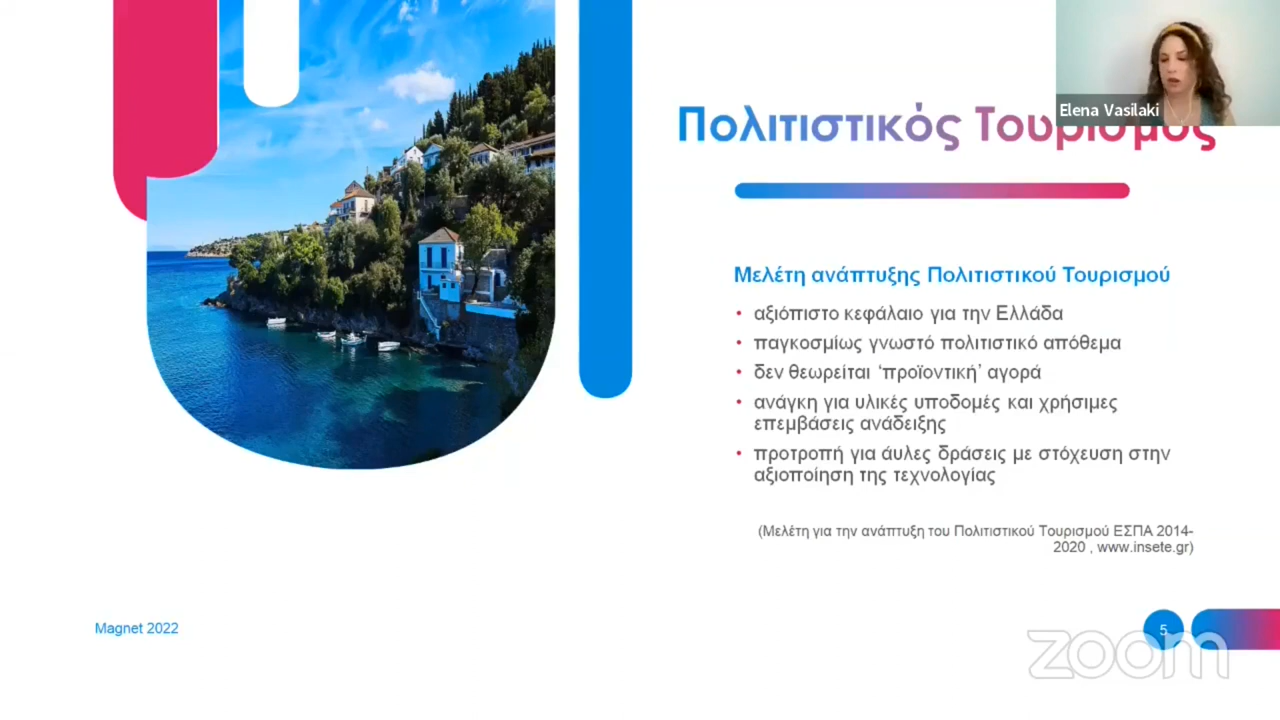 Elena Vasilaki
Πολιτιστικός Τουρισμός
Μελέτη ανάπτυξης Πολιτιστικού Τουρισμού
• αξιόπιστο κεφάλαιο για την Ελλάδα
• παγκοσμίως γνωστό πολιτιστικό απόθεμα
• δεν θεωρείται ‘προϊοντική’ αγορά
• ανάγκη για υλικές υποδομές και χρήσιμες
επεμβάσεις ανάδειξης
• προτροπή για άυλες δράσεις με στόχευση στην
αξιοποίηση της τεχνολογίας
(Μελέτη για την ανάπτυξη του Πολιτιστικού Τουρισμού ΕΣΠΑ 2014-
2020 , www.insete.gr)
Magnet 2022
5
zoom